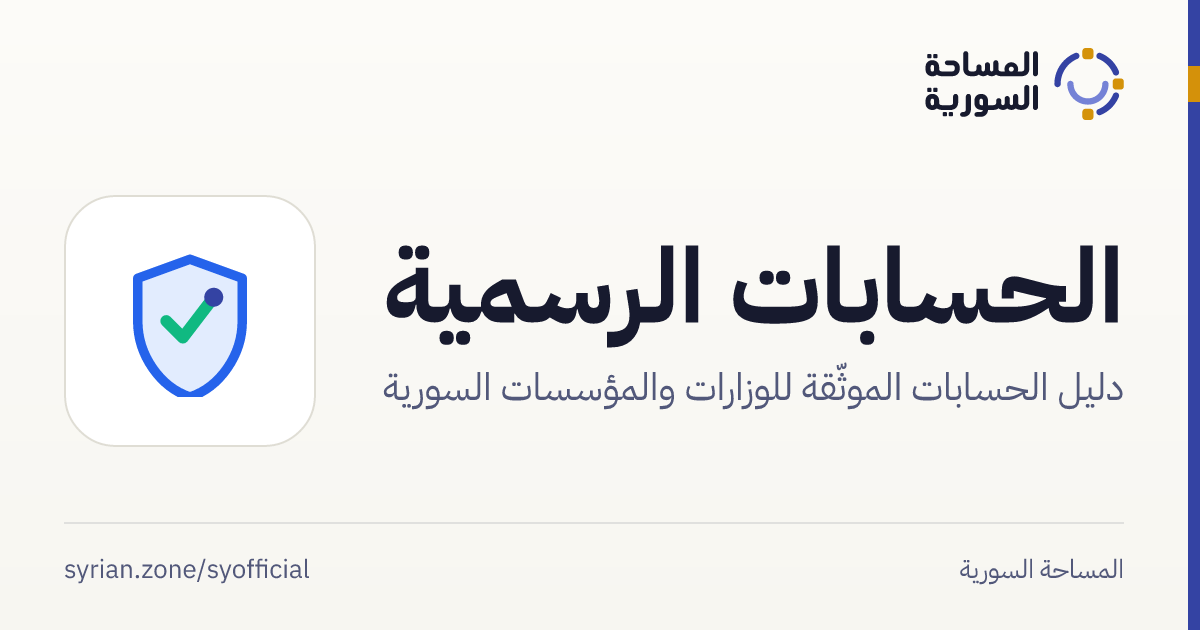 المساحة
السورية
الحسابات الرسمية
دليل الحسابات الموثّقة للوزارات والمؤسسات السورية
المساحة السورية
syrian.zone/syofficial